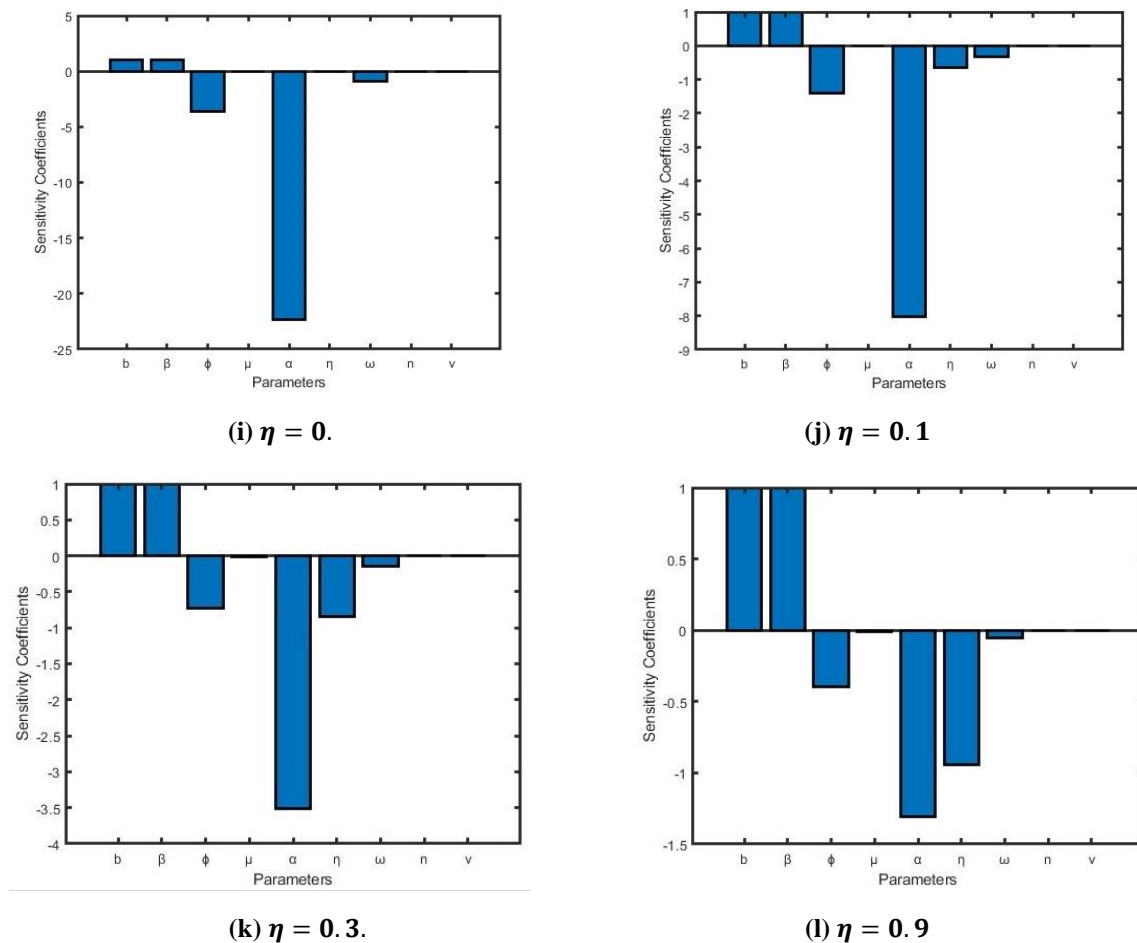 5
0
-5
-10
-15
-20
-25
Sensitivity Coefficients
b β ϕ μ α η ω n v
Parameters
(i) η = 0.
1
0
-1
-2
-3
-4
-5
-6
-7
-8
-9
Sensitivity Coefficients
b β ϕ μ α η ω n v
Parameters
(j) η = 0.1
1
0.5
0
-0.5
-1
-1.5
-2
-2.5
-3
-3.5
-4
Sensitivity Coefficients
b β ϕ μ α η ω n v
Parameters
(k) η = 0.3.
1
0.5
0
-0.5
-1
-1.5
Sensitivity Coefficients
b β ϕ μ α η ω n v
Parameters
(l) η = 0.9